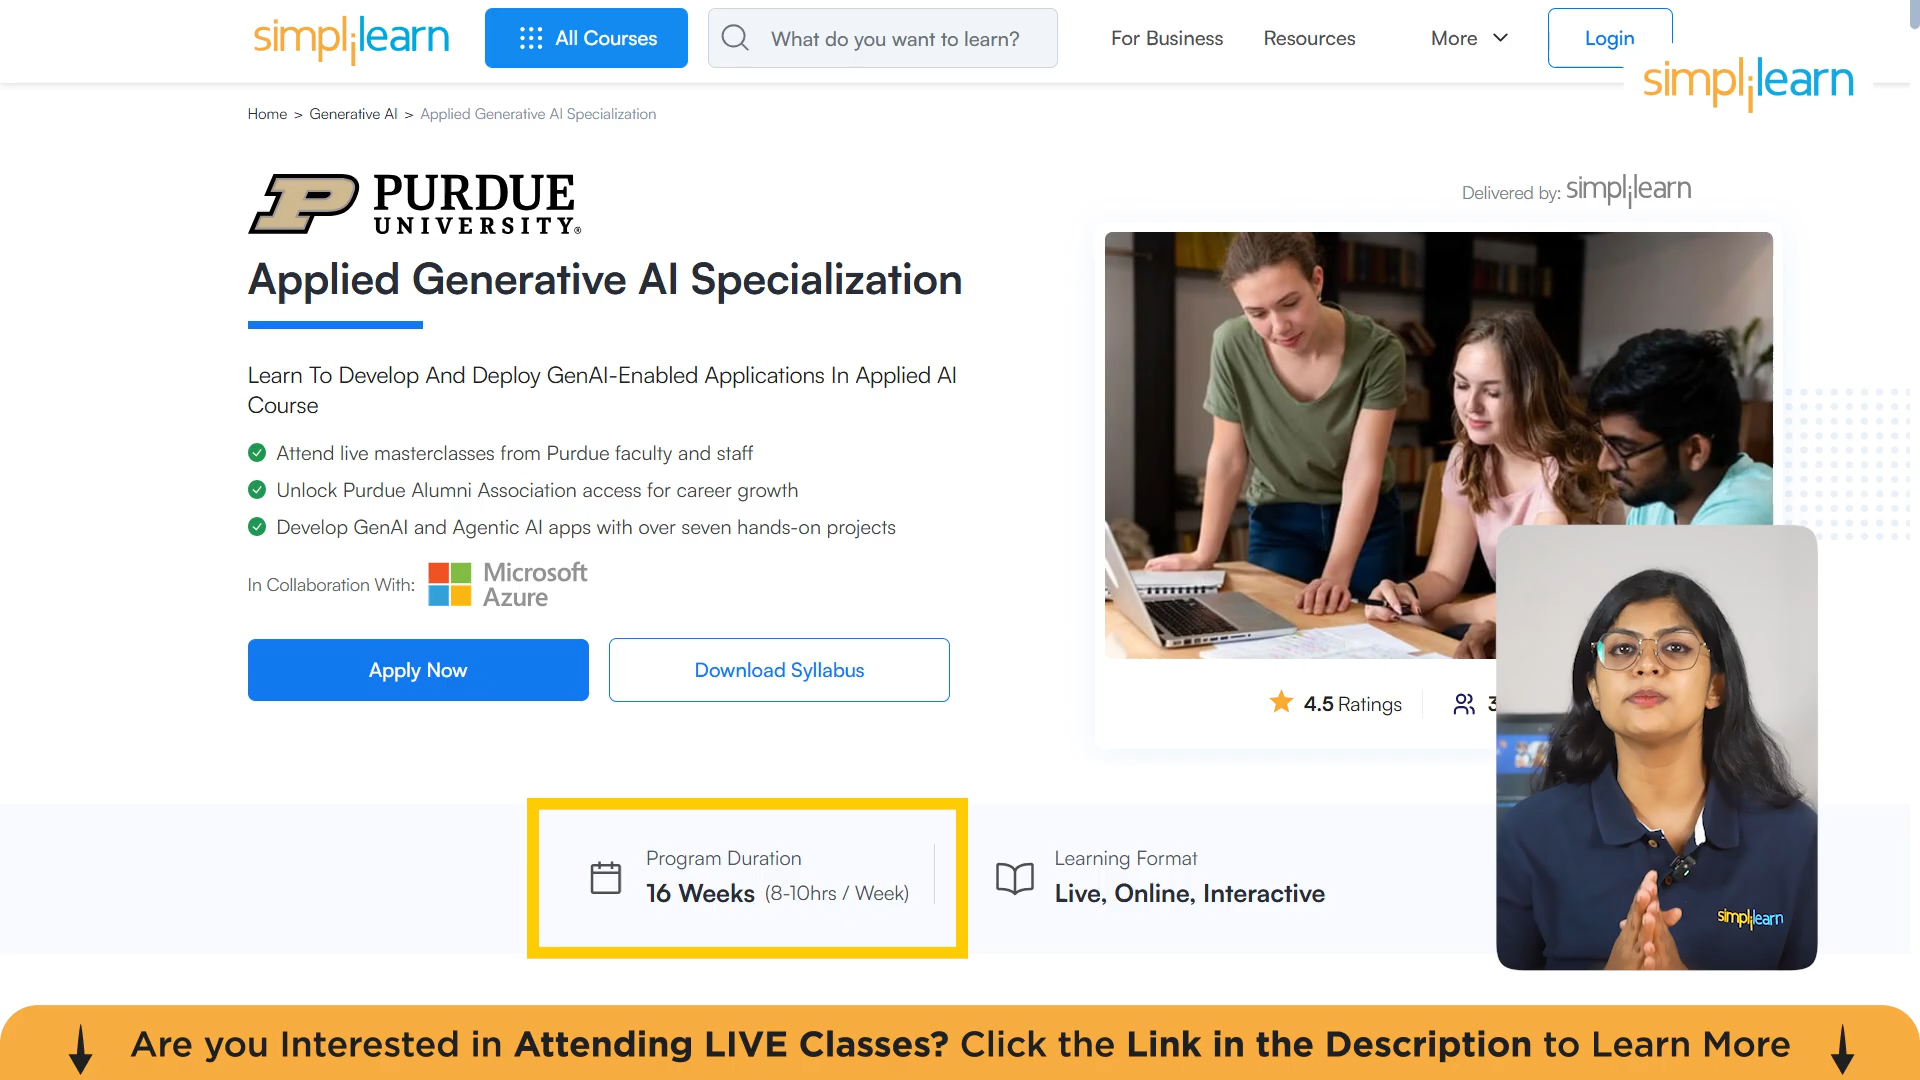 simplilearn
All Courses
What do you want to learn?
For Business
Resources
More
Login
simplilearn
Home > Generative AI > Applied Generative AI Specialization
PURDUE
UNIVERSITY®
Delivered by: simplilearn
Applied Generative AI Specialization
Learn To Develop And Deploy GenAI-Enabled Applications In Applied AI
Course
Attend live masterclasses from Purdue faculty and staff
Unlock Purdue Alumni Association access for career growth
Develop GenAI and Agentic AI apps with over seven hands-on projects
In Collaboration With:
Microsoft
Azure
Apply Now
Download Syllabus
4.5 Ratings
Program Duration
16 Weeks (8-10hrs / Week)
Learning Format
Live, Online, Interactive
simplilearn
Are you Interested in Attending LIVE Classes? Click the Link in the Description to Learn More